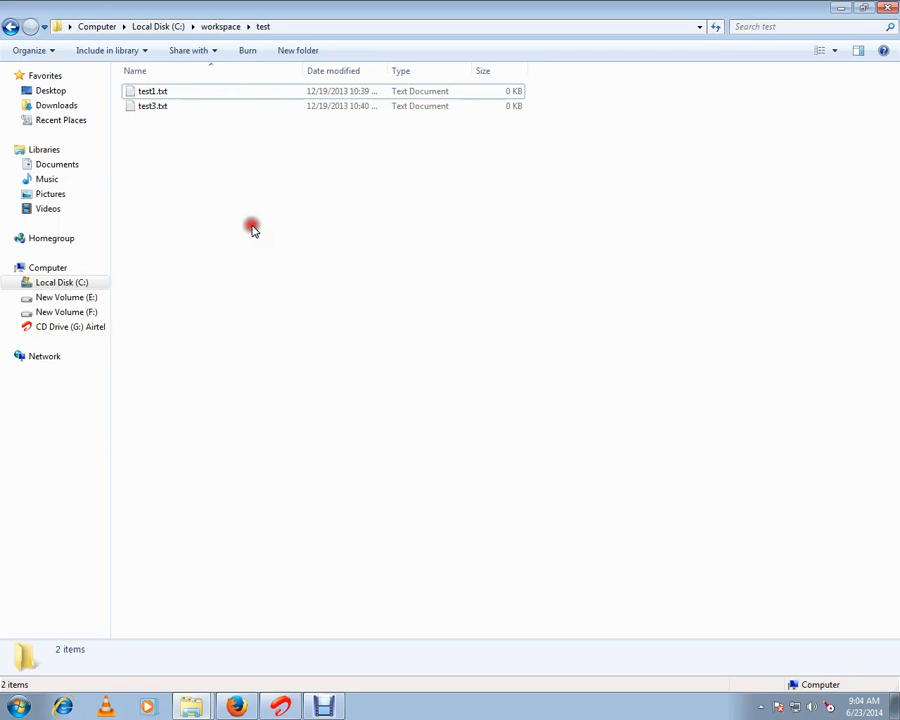 Computer Local Disk (C:) workspace test Search test
Organize Include in library Share with Burn New folder
Name Date modified Type Size
test1.txt 12/19/2013 10:39 ... Text Document 0 KB
test3.txt 12/19/2013 10:40 ... Text Document 0 KB
Favorites
Desktop
Downloads
Recent Places
Libraries
Documents
Music
Pictures
Videos
Homegroup
Computer
Local Disk (C:)
New Volume (E:)
New Volume (F:)
CD Drive (G:) Airtel
Network
2 items
2 items Computer
9:04 AM
6/23/2014